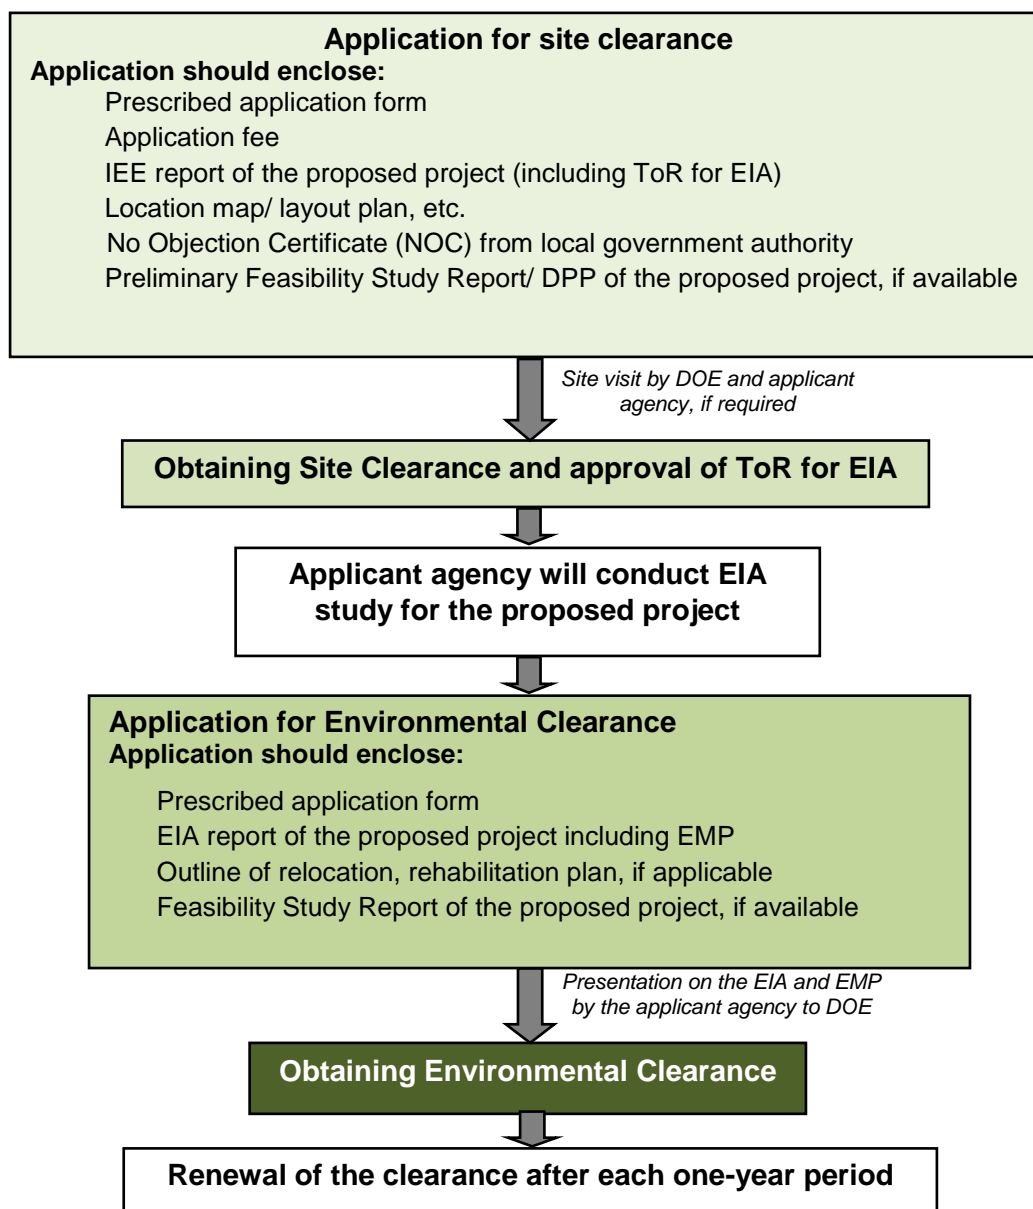 Application for site clearance
Application should enclose:
Prescribed application form
Application fee
IEE report of the proposed project (including ToR for EIA)
Location map/ layout plan, etc.
No Objection Certificate (NOC) from local government authority
Preliminary Feasibility Study Report/ DPP of the proposed project, if available
Site visit by DOE and applicant
agency, if required
Obtaining Site Clearance and approval of ToR for EIA
Applicant agency will conduct EIA
study for the proposed project
Application for Environmental Clearance
Application should enclose:
Prescribed application form
EIA report of the proposed project including EMP
Outline of relocation, rehabilitation plan, if applicable
Feasibility Study Report of the proposed project, if available
Presentation on the EIA and EMP
by the applicant agency to DOE
Obtaining Environmental Clearance
Renewal of the clearance after each one-year period